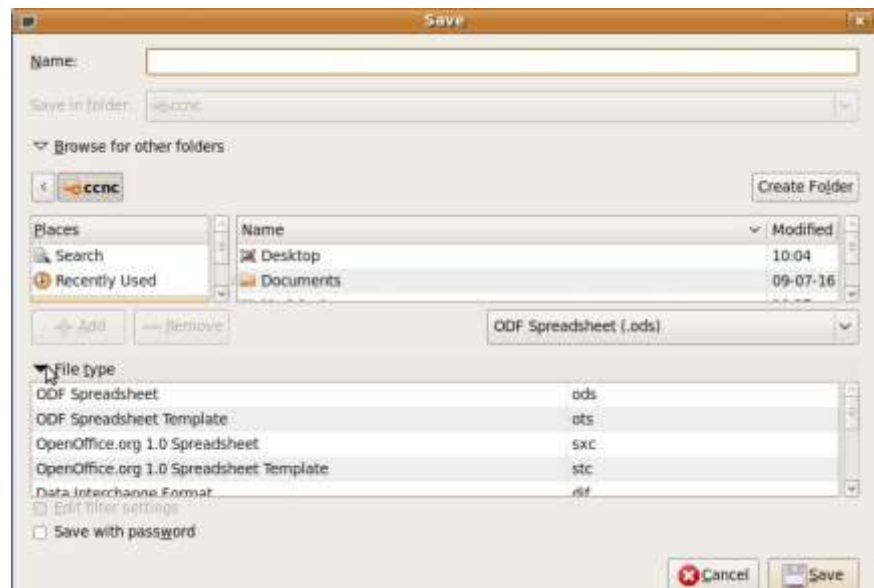 Save
Name:
Save in folder: ccnc
Browse for other folders
ccnc
Create Folder
Places
Name
Modified
Search
Desktop
10:04
Recently Used
Documents
09-07-16
Add
Remove
ODF Spreadsheet (.ods)
File type
ODF Spreadsheet ods
ODF Spreadsheet Template ots
OpenOffice.org 1.0 Spreadsheet sxc
OpenOffice.org 1.0 Spreadsheet Template stc
Data Interchange Format dif
Edit filter settings
Save with password
Cancel
Save